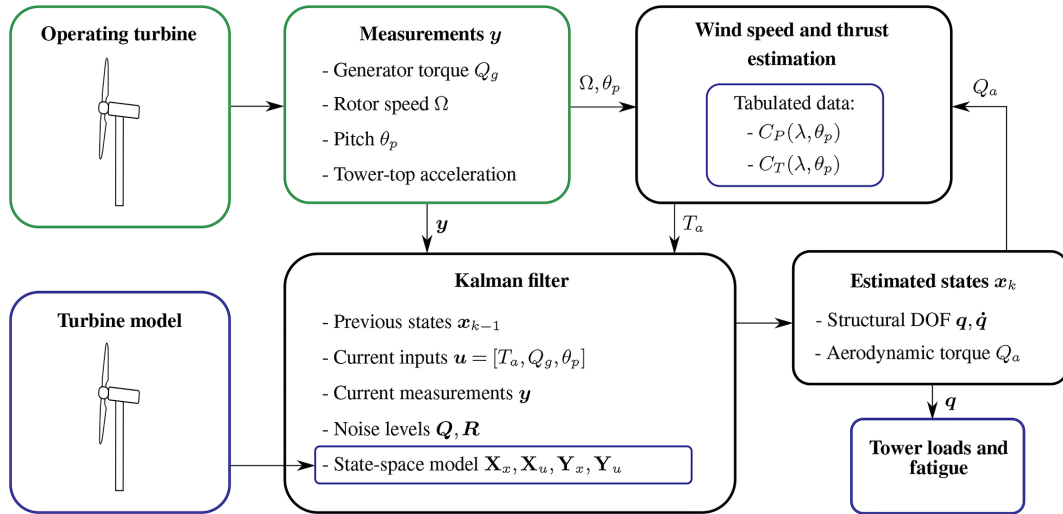 Operating turbine
Measurements y
- Generator torque Q_g
- Rotor speed Ω
- Pitch θ_p
- Tower-top acceleration
Ω, θ_p
Wind speed and thrust
estimation
Tabulated data:
- C_P(λ, θ_p)
- C_T(λ, θ_p)
Q_a
y
T_a
Turbine model
Kalman filter
- Previous states x_{k−1}
- Current inputs u = [T_a, Q_g, θ_p]
- Current measurements y
- Noise levels Q, R
- State-space model X_x, X_u, Y_x, Y_u
Estimated states x_k
- Structural DOF q, q̇
- Aerodynamic torque Q_a
q
Tower loads and
fatigue